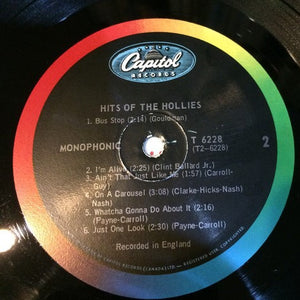 Capitol
RECORDS
HITS OF THE HOLLIES
1. Bus Stop (2:14) (Gouldman)
MONOPHONIC
T 6228
(T2-6228)
2
2. I'm Alive (2:25) (Clint Ballard Jr.)
3. Ain't That Just Like Me (1:57) (Carroll-
Guy)
4. On A Carousel (3:08) (Clarke-Hicks-Nash)
Nash)
5. Whatcha Gonna Do About It (2:16)
(Payne-Carroll)
6. Just One Look (2:30) (Payne-Carroll)
Recorded in England